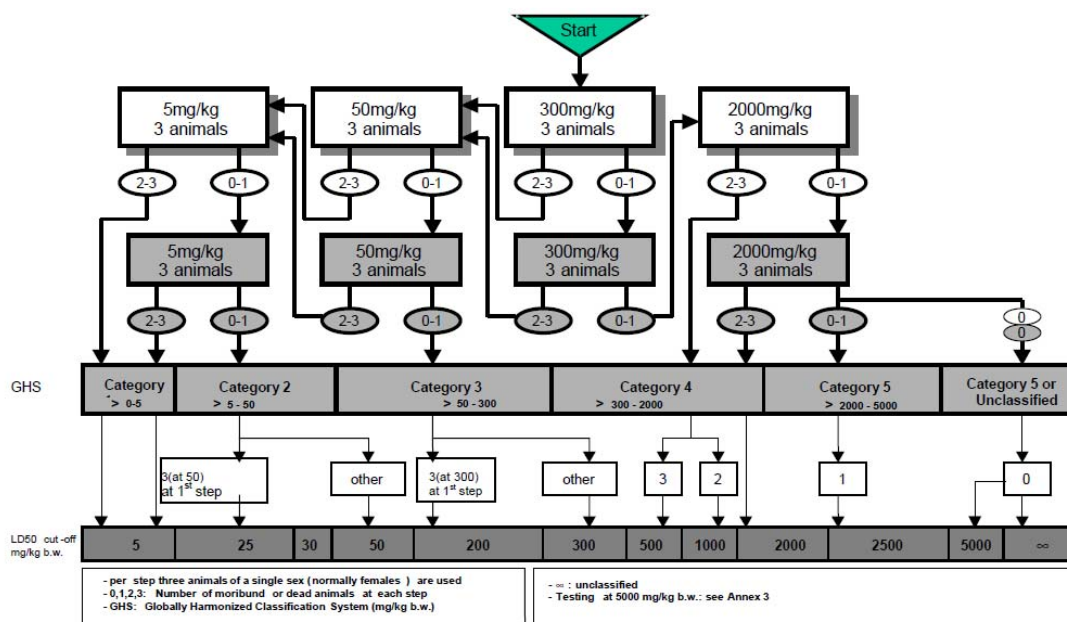 Start
5mg/kg
3 animals
50mg/kg
3 animals
300mg/kg
3 animals
2000mg/kg
3 animals
2-3
0-1
2-3
0-1
2-3
0-1
2-3
0-1
5mg/kg
3 animals
50mg/kg
3 animals
300mg/kg
3 animals
2000mg/kg
3 animals
2-3
0-1
2-3
0-1
2-3
0-1
2-3
0-1
0
0
GHS
Category
> 0-5
Category 2
> 5 - 50
Category 3
> 50 - 300
Category 4
> 300 - 2000
Category 5
> 2000 - 5000
Category 5 or
Unclassified
3(at 50)
at 1st step
other
3(at 300)
at 1st step
other
3
2
1
0
LD50 cut -off
mg/kg b.w.
5
25
30
50
200
300
500
1000
2000
2500
5000
∞
- per step three animals of a single sex ( normally females ) are used
- 0,1,2,3: Number of moribund or dead animals at each step
- GHS: Globally Harmonized Classification System (mg/kg b.w.)
- ∞ : unclassified
- Testing at 5000 mg/kg b.w.: see Annex 3